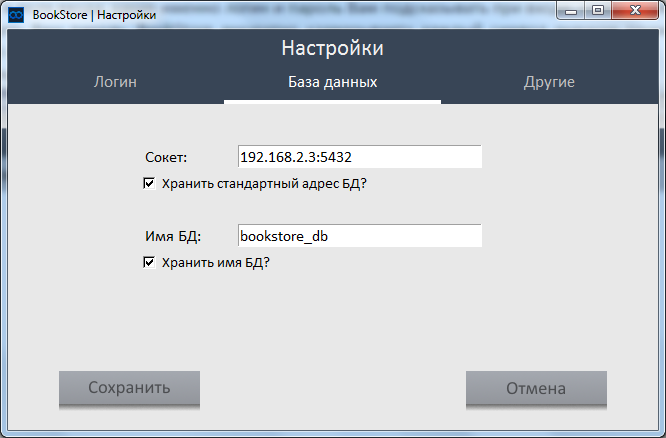 BookStore | Настройки
Настройки
Логин База данных Другие
Сокет: 192.168.2.3:5432
Хранить стандартный адрес БД?
Имя БД: bookstore_db
Хранить имя БД?
Сохранить Отмена